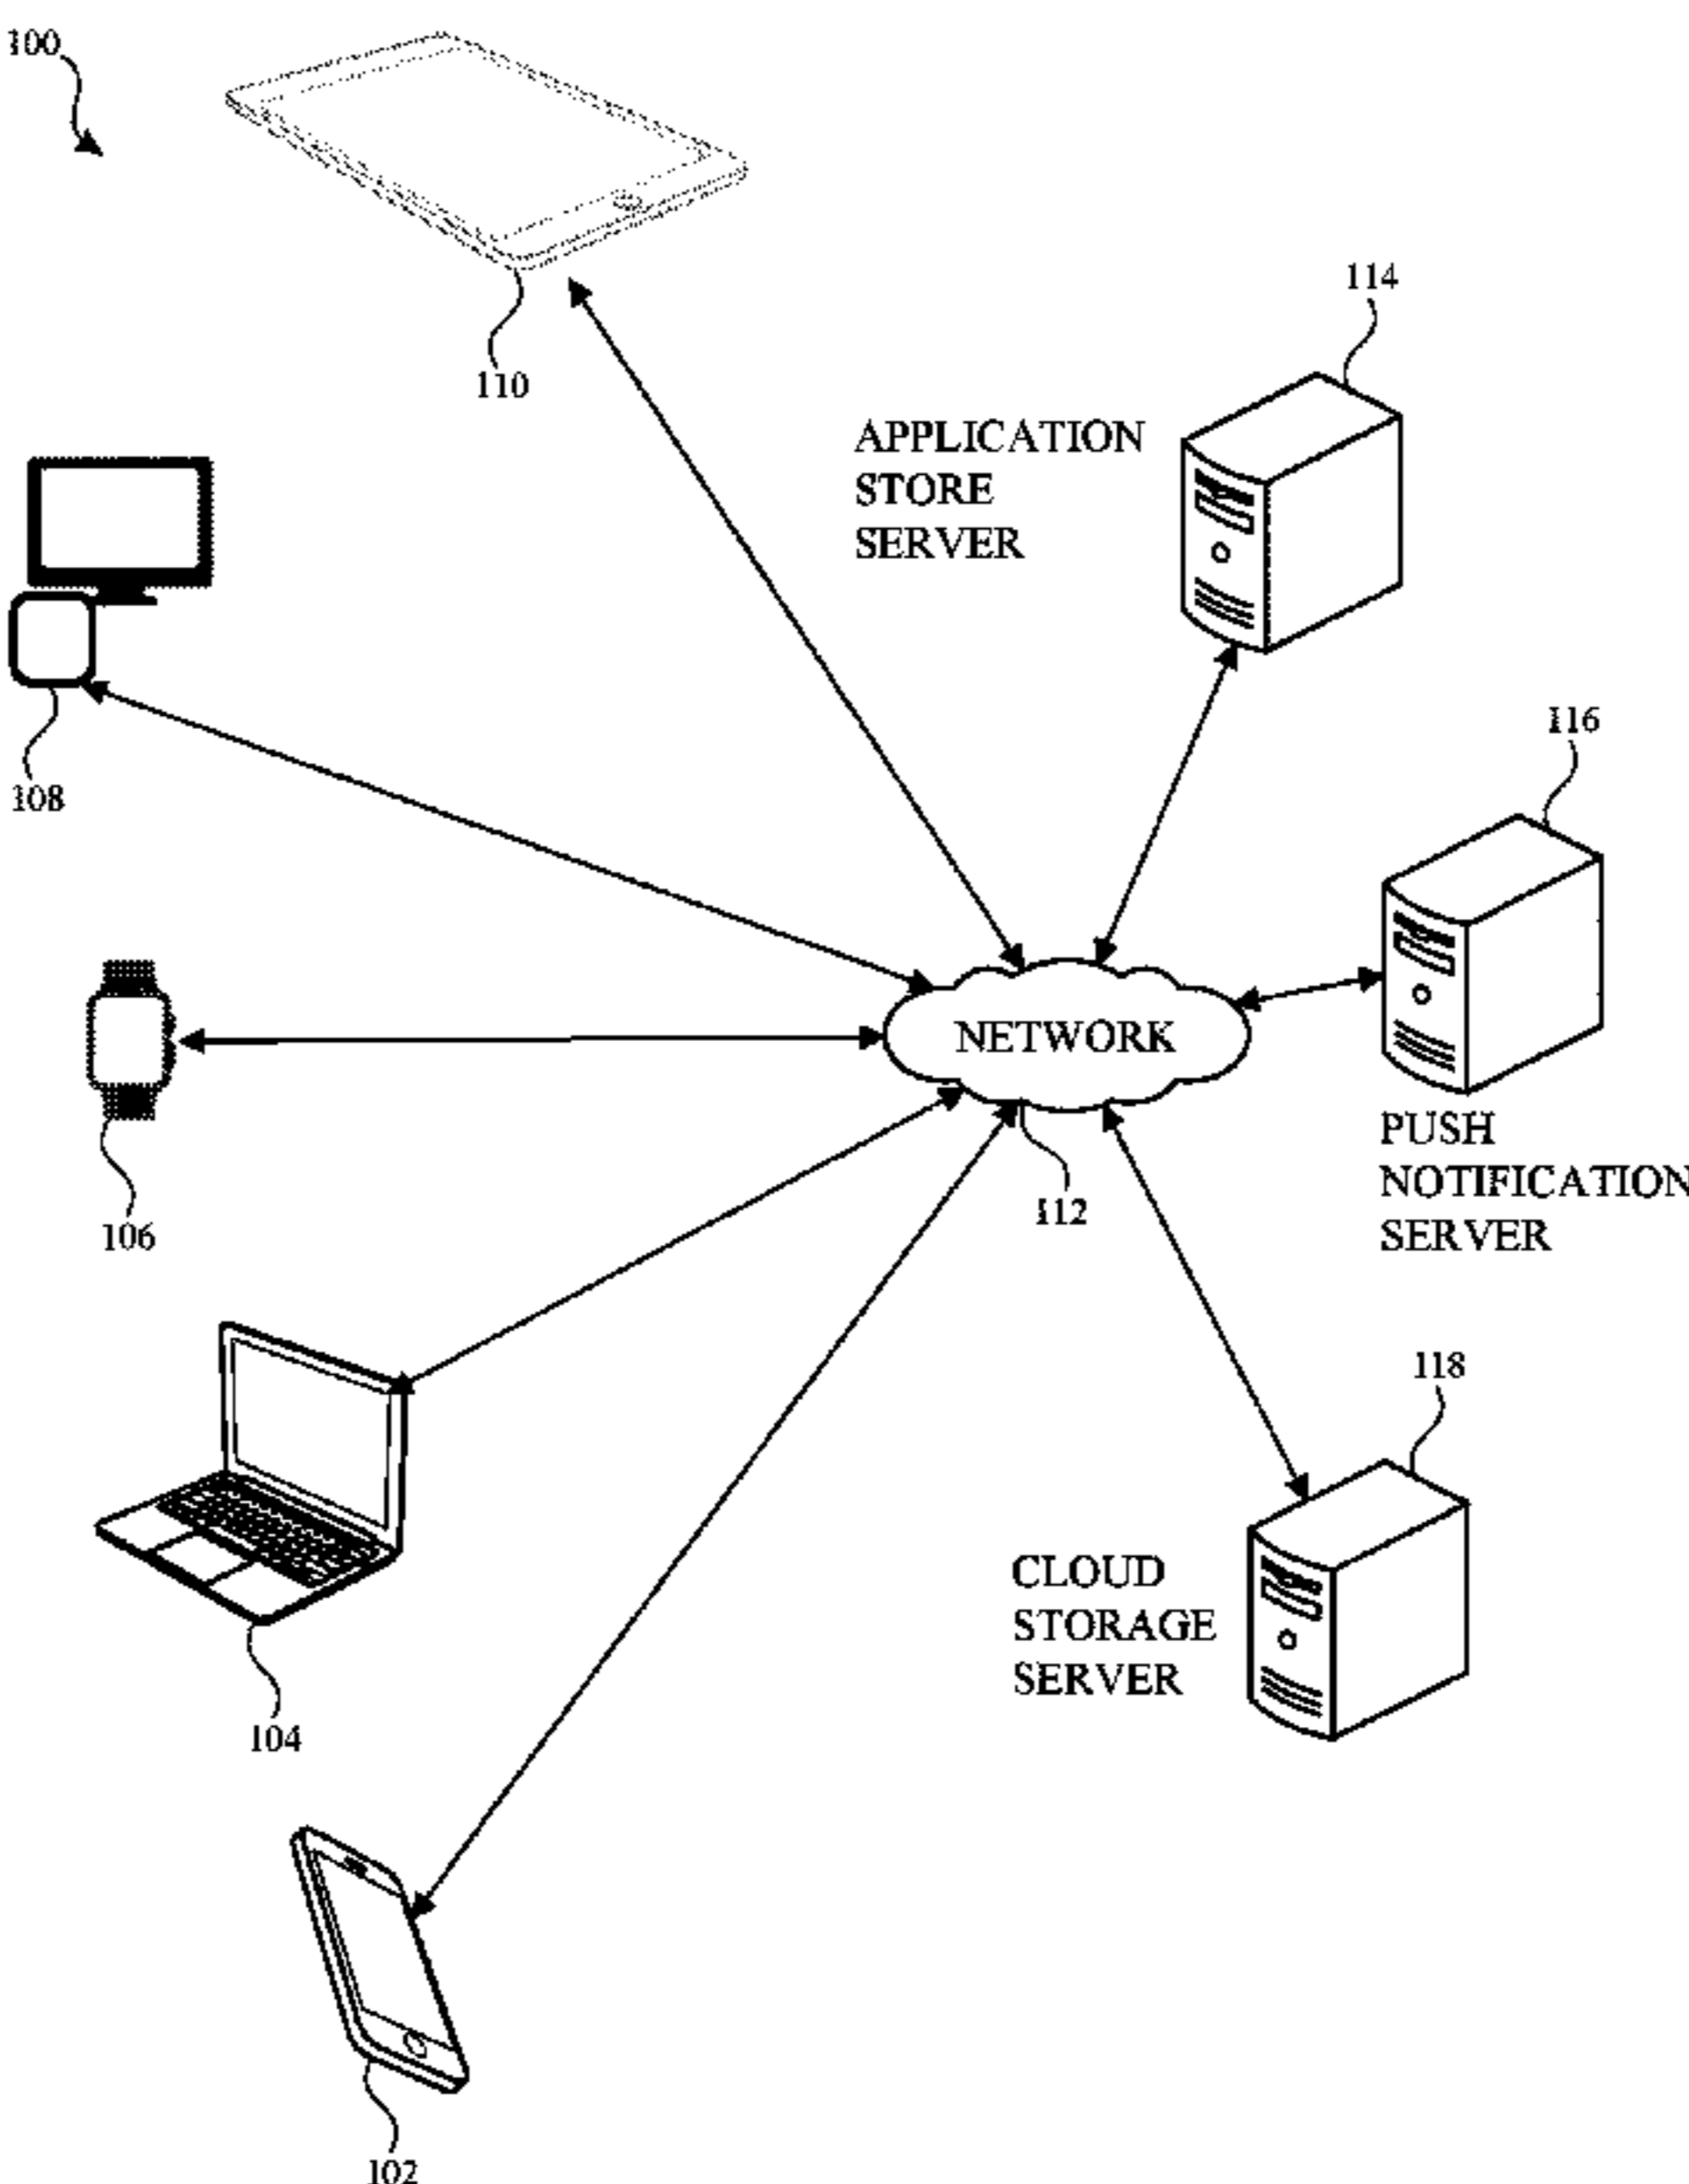 100
110
114
APPLICATION
STORE
SERVER
108
116
NETWORK
112
PUSH
NOTIFICATION
SERVER
106
118
104
CLOUD
STORAGE
SERVER
102